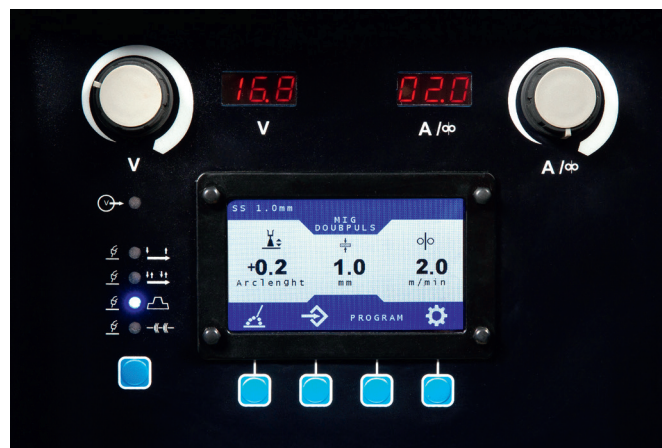 16.8
02.0
V
A /
V
A /
V
SS 1.0mm
MIG
DOUBPULS
+0.2
1.0
2.0
Arclenght
mm
m/min
PROGRAM